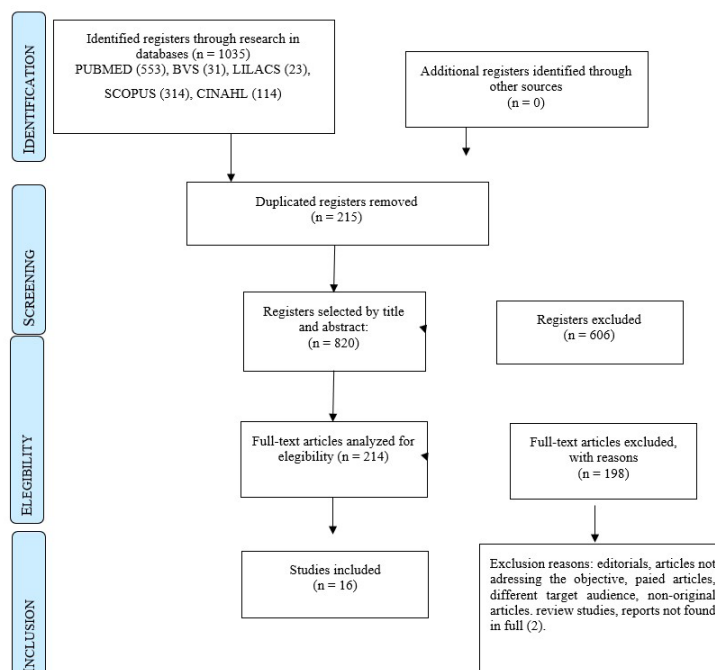 IDENTIFICATION
Identified registers through research in
databases (n = 1035)
PUBMED (553), BVS (31), LILACS (23),
SCOPUS (314), CINAHL (114)
Additional registers identified through
other sources
(n = 0)
SCREENING
Duplicated registers removed
(n = 215)
Registers selected by title
and abstract:
(n = 820)
Registers excluded
(n = 606)
ELEGIBILITY
Full-text articles analyzed for
elegibility (n = 214)
Full-text articles excluded,
with reasons
(n = 198)
INCLUSION
Studies included
(n = 16)
Exclusion reasons: editorials, articles not
adressing the objective, paied articles,
different target audience, non-original
articles. review studies, reports not found
in full (2).